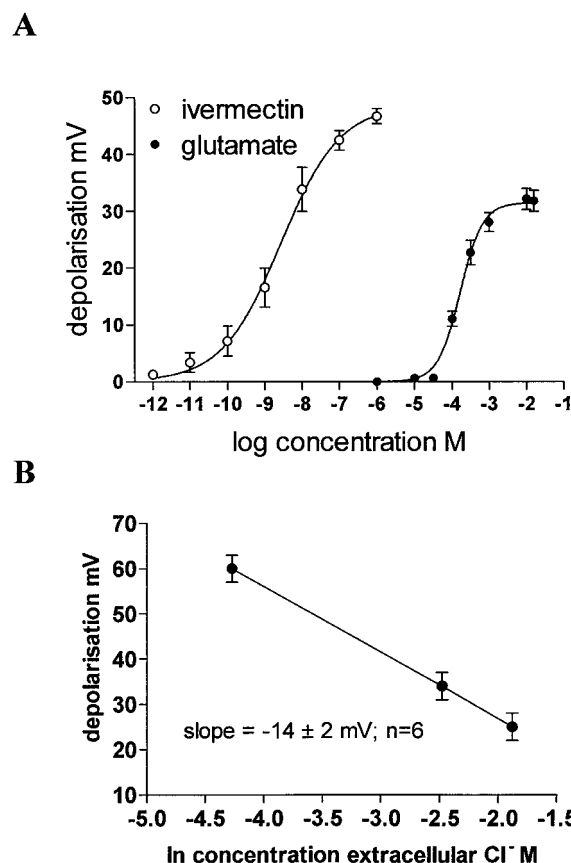 A
50
40
30
20
10
0
depolarisation mV
ivermectin
glutamate
-12 -11 -10 -9 -8 -7 -6 -5 -4 -3 -2 -1
log concentration M
B
70
60
50
40
30
20
10
depolarisation mV
slope = -14 ± 2 mV; n=6
-5.0 -4.5 -4.0 -3.5 -3.0 -2.5 -2.0 -1.5
ln concentration extracellular Cl⁻ M